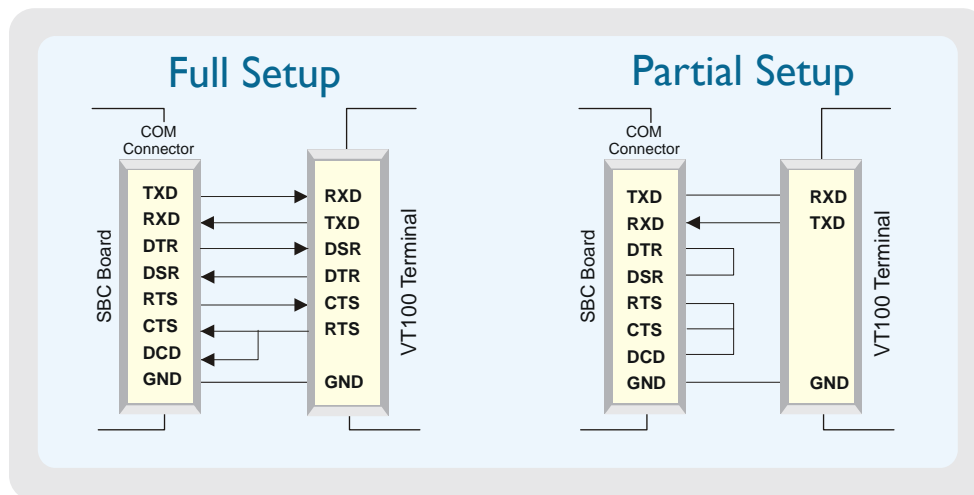 Full Setup
COM
Connector
SBC Board
TXD
RXD
DTR
DSR
RTS
CTS
DCD
GND
RXD
TXD
DSR
DTR
CTS
RTS
GND
VT100 Terminal
Partial Setup
COM
Connector
SBC Board
TXD
RXD
DTR
DSR
RTS
CTS
DCD
GND
RXD
TXD
GND
VT100 Terminal